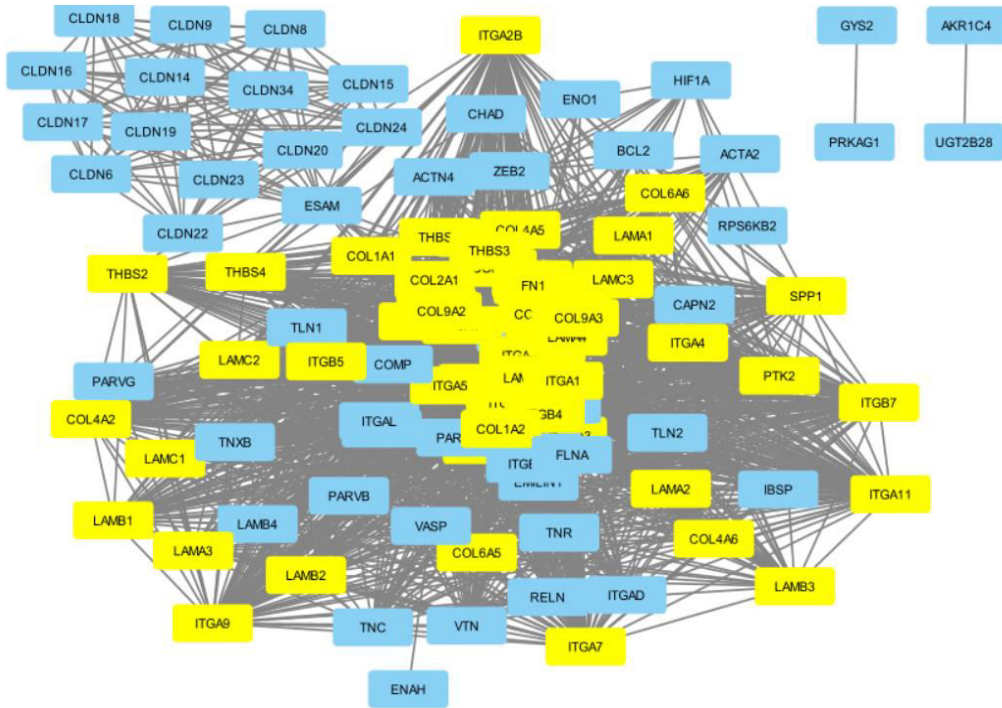 CLDN18
CLDN9
CLDN8
ITGA2B
GYS2
AKR1C4
CLDN16
CLDN14
CLDN34
CLDN15
HIF1A
ENO1
CHAD
CLDN17
CLDN19
CLDN24
CLDN20
BCL2
ACTA2
PRKAG1
UGT2B28
CLDN6
CLDN23
ACTN4
ZEB2
COL6A6
ESAM
CLDN22
COL4A5
LAMA1
RPS6KB2
THBS
THBS3
COL1A1
THBS2
THBS4
COL2A1
FN1
LAMC3
SPP1
CAPN2
COL9A2
COL9A3
TLN1
ITGA4
LAMC2
ITGB5
COMP
PTK2
PARVG
ITGA5
ITGA1
ITGB7
COL4A2
ITGAL
COL1A2
TLN2
TNXB
PAR
FLNA
LAMC1
ITGB
EMILIN1
LAMA2
IBSP
ITGA11
PARVB
LAMB1
LAMB4
VASP
TNR
COL4A6
LAMA3
COL6A5
LAMB2
LAMB3
RELN
ITGAD
ITGA9
TNC
VTN
ITGA7
ENAH